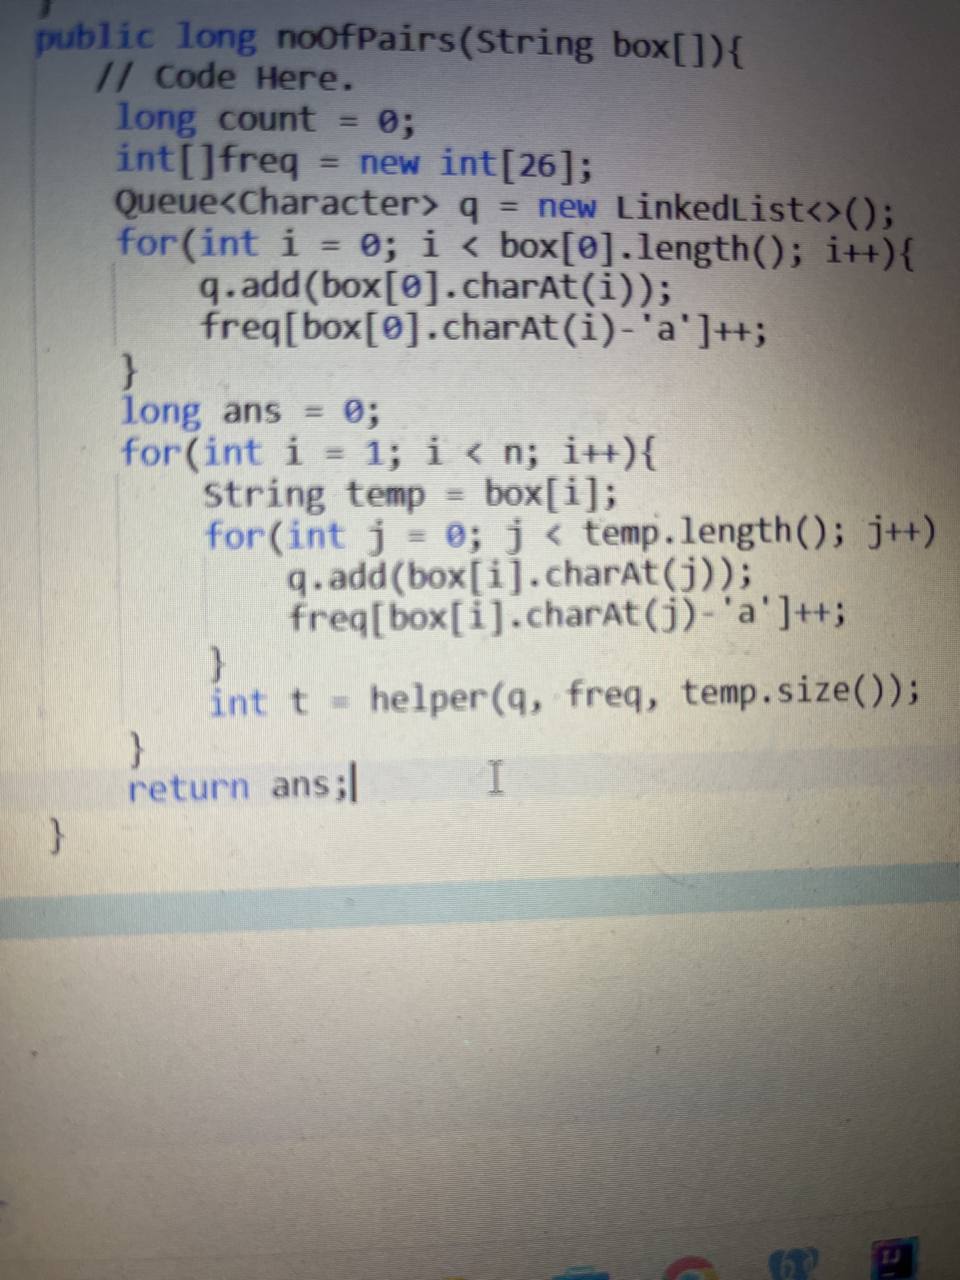 }
public long noOfPairs(String box[]){
// Code Here.
long count = 0;
int[]freq = new int[26];
Queue<Character> q = new LinkedList<>();
for(int i = 0; i < box[0].length(); i++){
q.add(box[0].charAt(i));
freq[box[0].charAt(i)-'a']++;
}
long ans = 0;
for(int i = 1; i < n; i++){
String temp = box[i];
for(int j = 0; j < temp.length(); j++)
q.add(box[i].charAt(j));
freq[box[i].charAt(j)-'a']++;
}
int t = helper(q, freq, temp.size());
}
return ans;
}
IJ